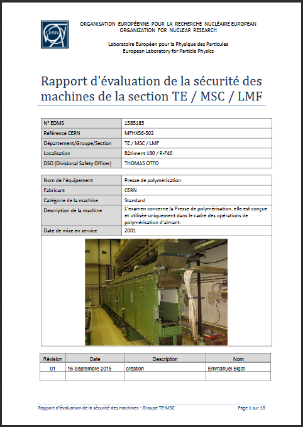 CERN
ORGANISATION EUROPÉENNE POUR LA RECHERCHE NUCLÉAIRE EUROPEAN
ORGANIZATION FOR NUCLEAR RESEARCH
Laboratoire Européen pour la Physique des Particules
European Laboratory for Particle Physics
Rapport d'évaluation de la sécurité des
machines de la section TE / MSC / LMF
N° EDMS 1585185
Référence CERN
Département/Groupe/Section TE / MSC / LMF
Localisation Bâtiment 180 /
DSO (Divisional Safety Officer) THOMAS OTTO
Nom de l'équipement Presse de polymérisation
Fabricant CERN
Catégorie de la machine Standard
Description de la machine L'examen concerne la Presse de polymérisation, elle est conçue
et utilisée uniquement dans le cadre des opérations de
polymérisation d'aimant.
Date de mise en service 2001
Révision Date Description Nom
01 16 Septembre 2015 création Emmanuel Bigot
Rapport d'évaluation de la sécurité des machines - Groupe TE-MSC Page 1 sur